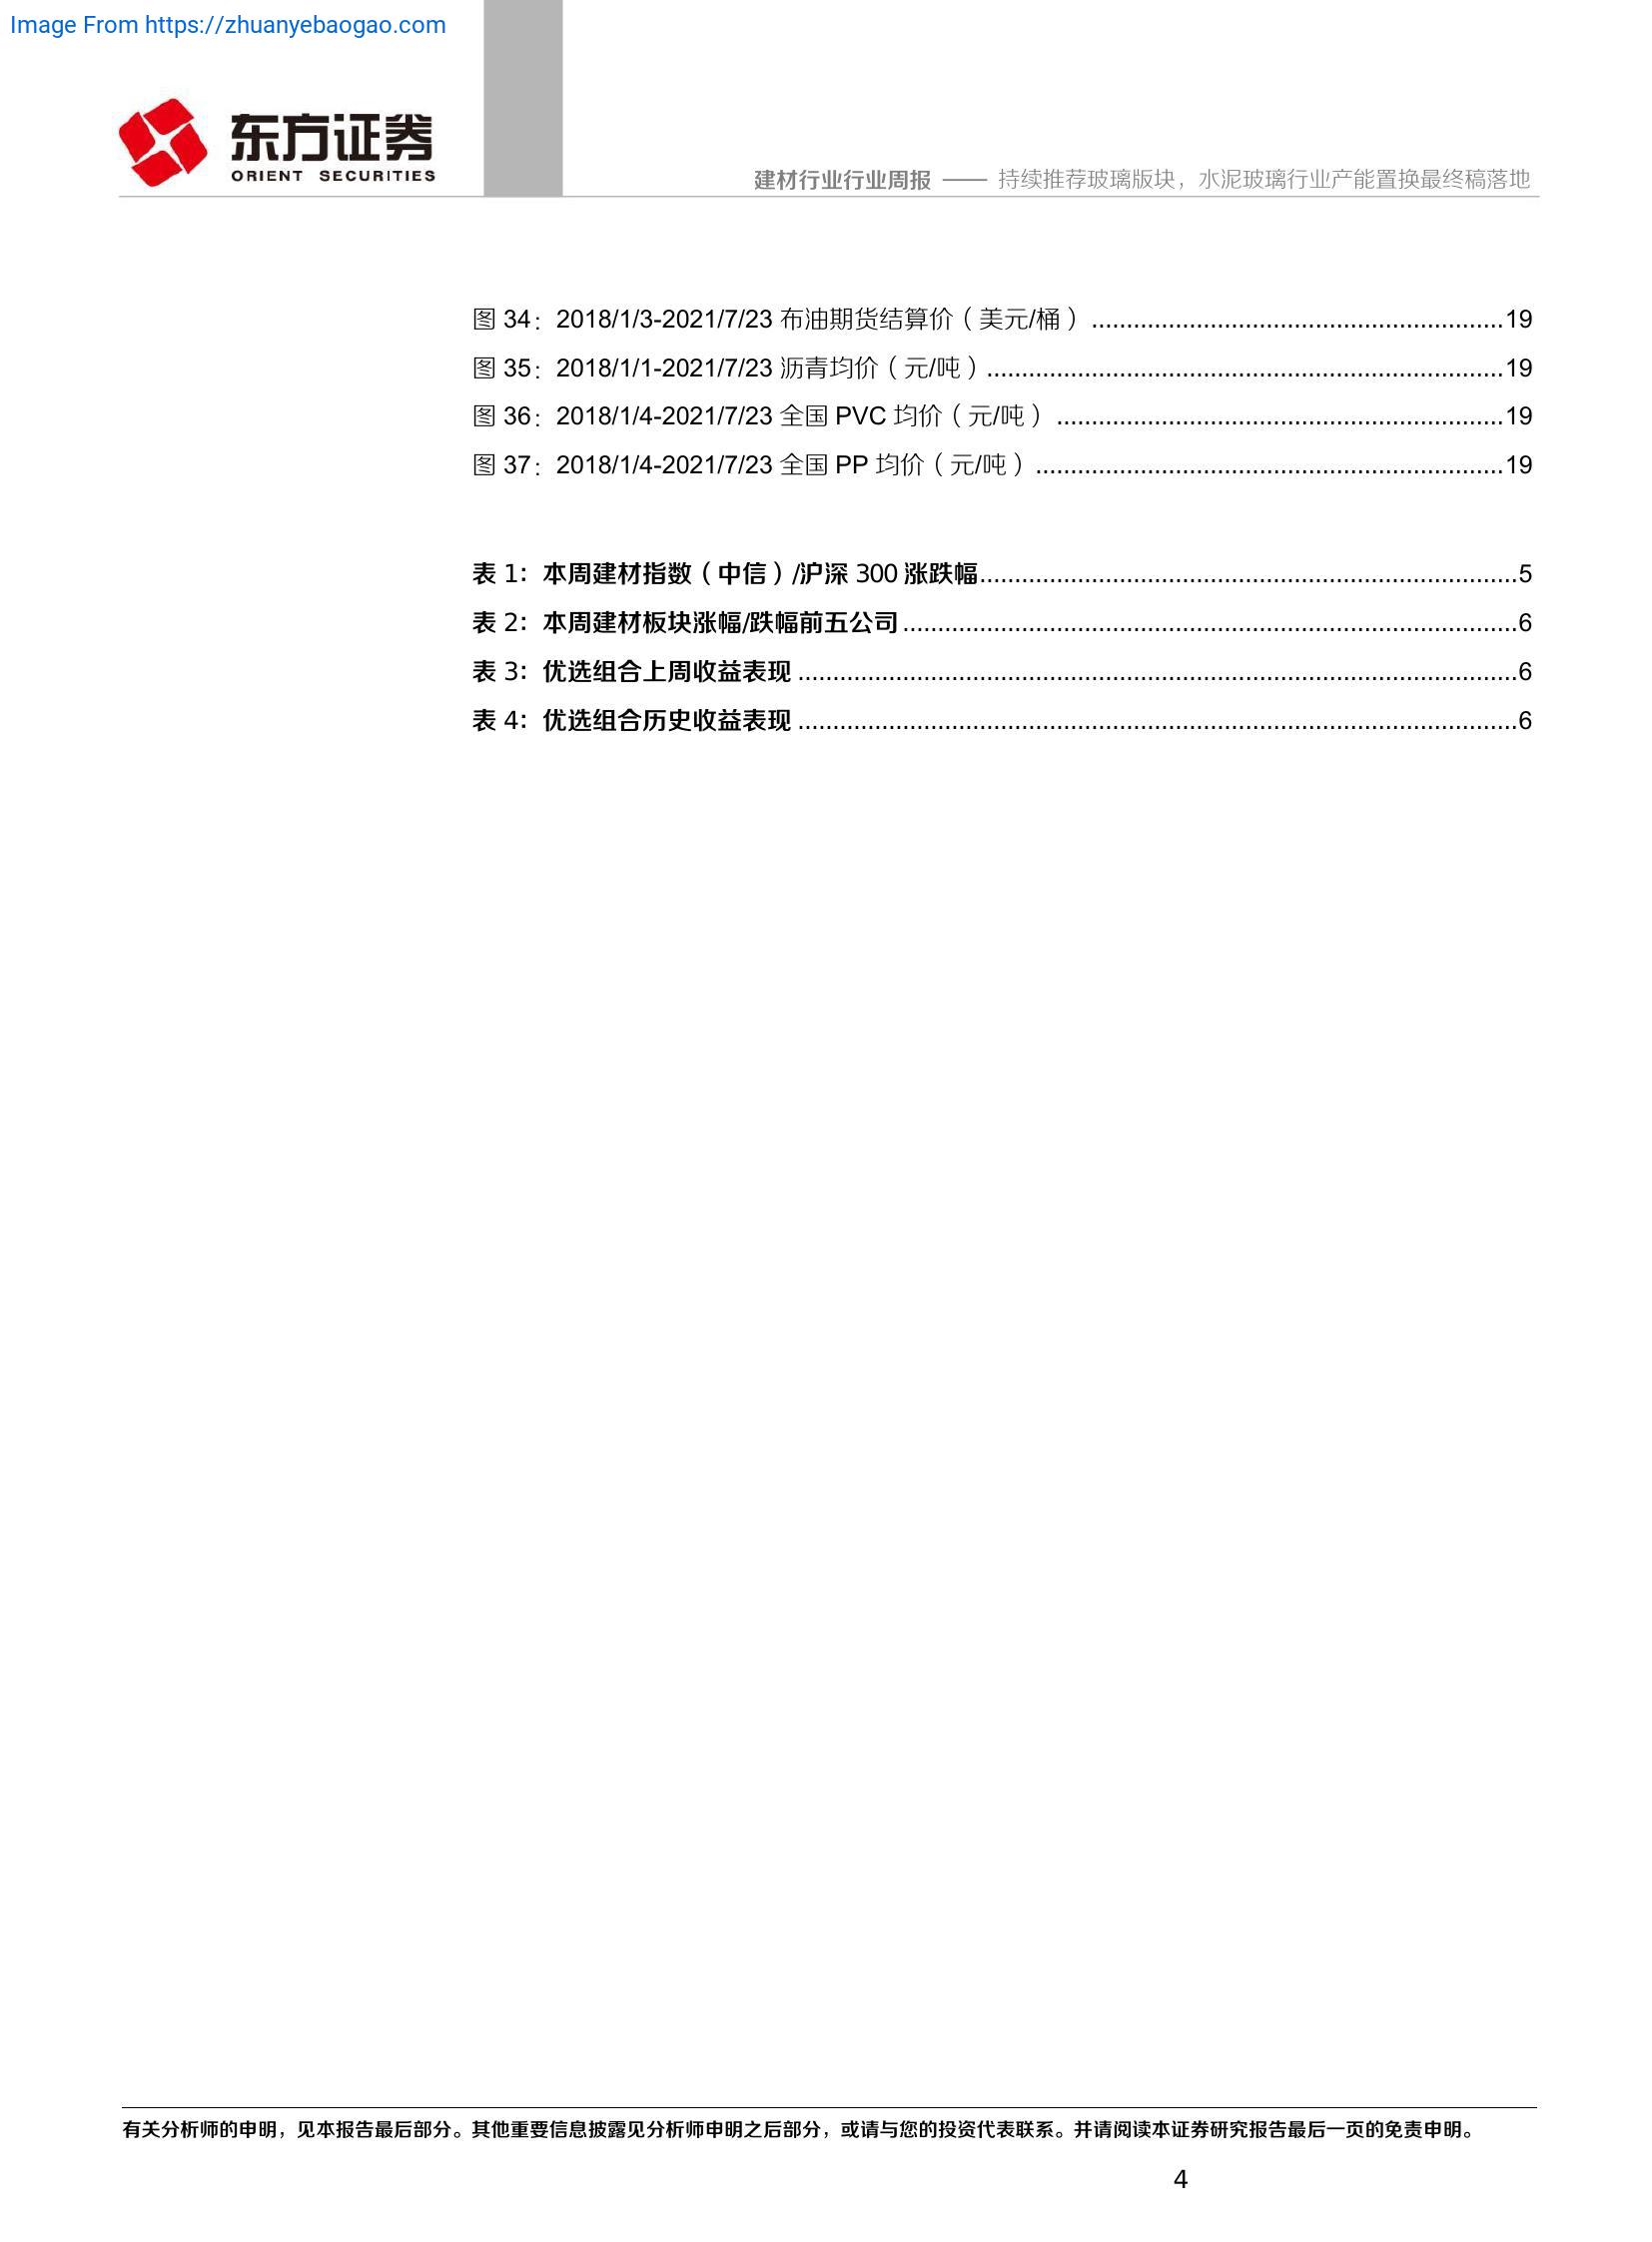 Image From https://zhuanyebaogao.com
东方证券
ORIENT SECURITIES
建材行业行业周报 —— 持续推荐玻璃版块，水泥玻璃行业产能置换最终稿落地
图 34：2018/1/3-2021/7/23 布油期货结算价（美元/桶）...........................................................19
图 35：2018/1/1-2021/7/23 沥青均价（元/吨）..........................................................................19
图 36：2018/1/4-2021/7/23 全国 PVC 均价（元/吨）................................................................19
图 37：2018/1/4-2021/7/23 全国 PP 均价（元/吨）...................................................................19
表 1：本周建材指数（中信）/沪深 300 涨跌幅.............................................................................5
表 2：本周建材板块涨幅/跌幅前五公司........................................................................................6
表 3：优选组合上周收益表现.......................................................................................................6
表 4：优选组合历史收益表现.......................................................................................................6
有关分析师的申明，见本报告最后部分。其他重要信息披露见分析师申明之后部分，或请与您的投资代表联系。并请阅读本证券研究报告最后一页的免责申明。
4